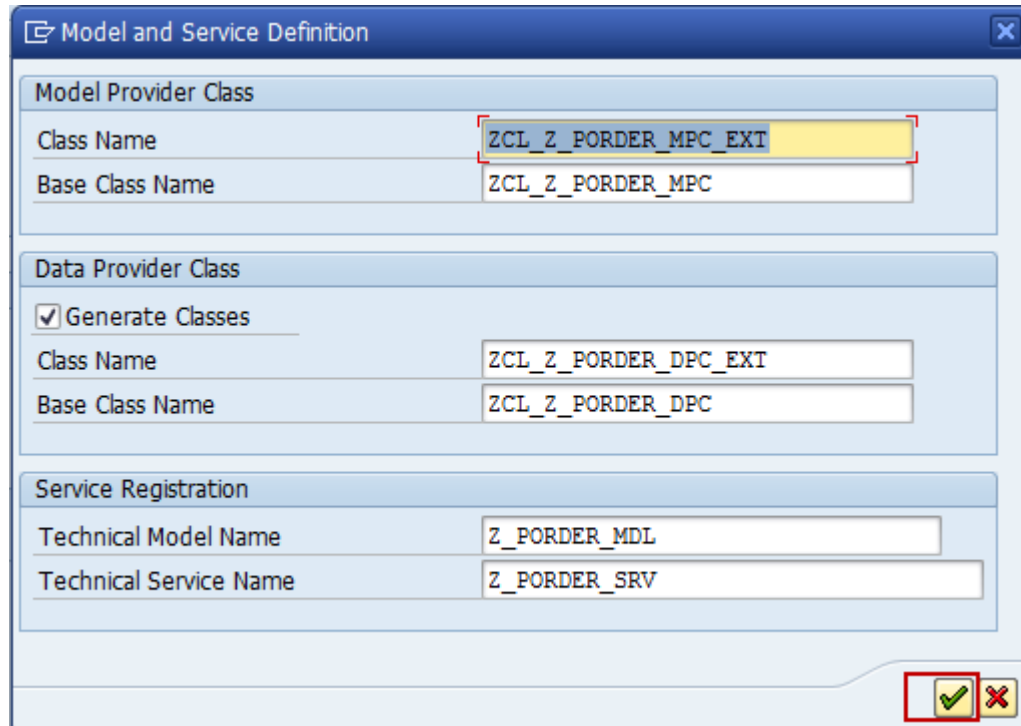 Model and Service Definition
Model Provider Class
Class Name ZCL_Z_PORDER_MPC_EXT
Base Class Name ZCL_Z_PORDER_MPC
Data Provider Class
Generate Classes
Class Name ZCL_Z_PORDER_DPC_EXT
Base Class Name ZCL_Z_PORDER_DPC
Service Registration
Technical Model Name Z_PORDER_MDL
Technical Service Name Z_PORDER_SRV